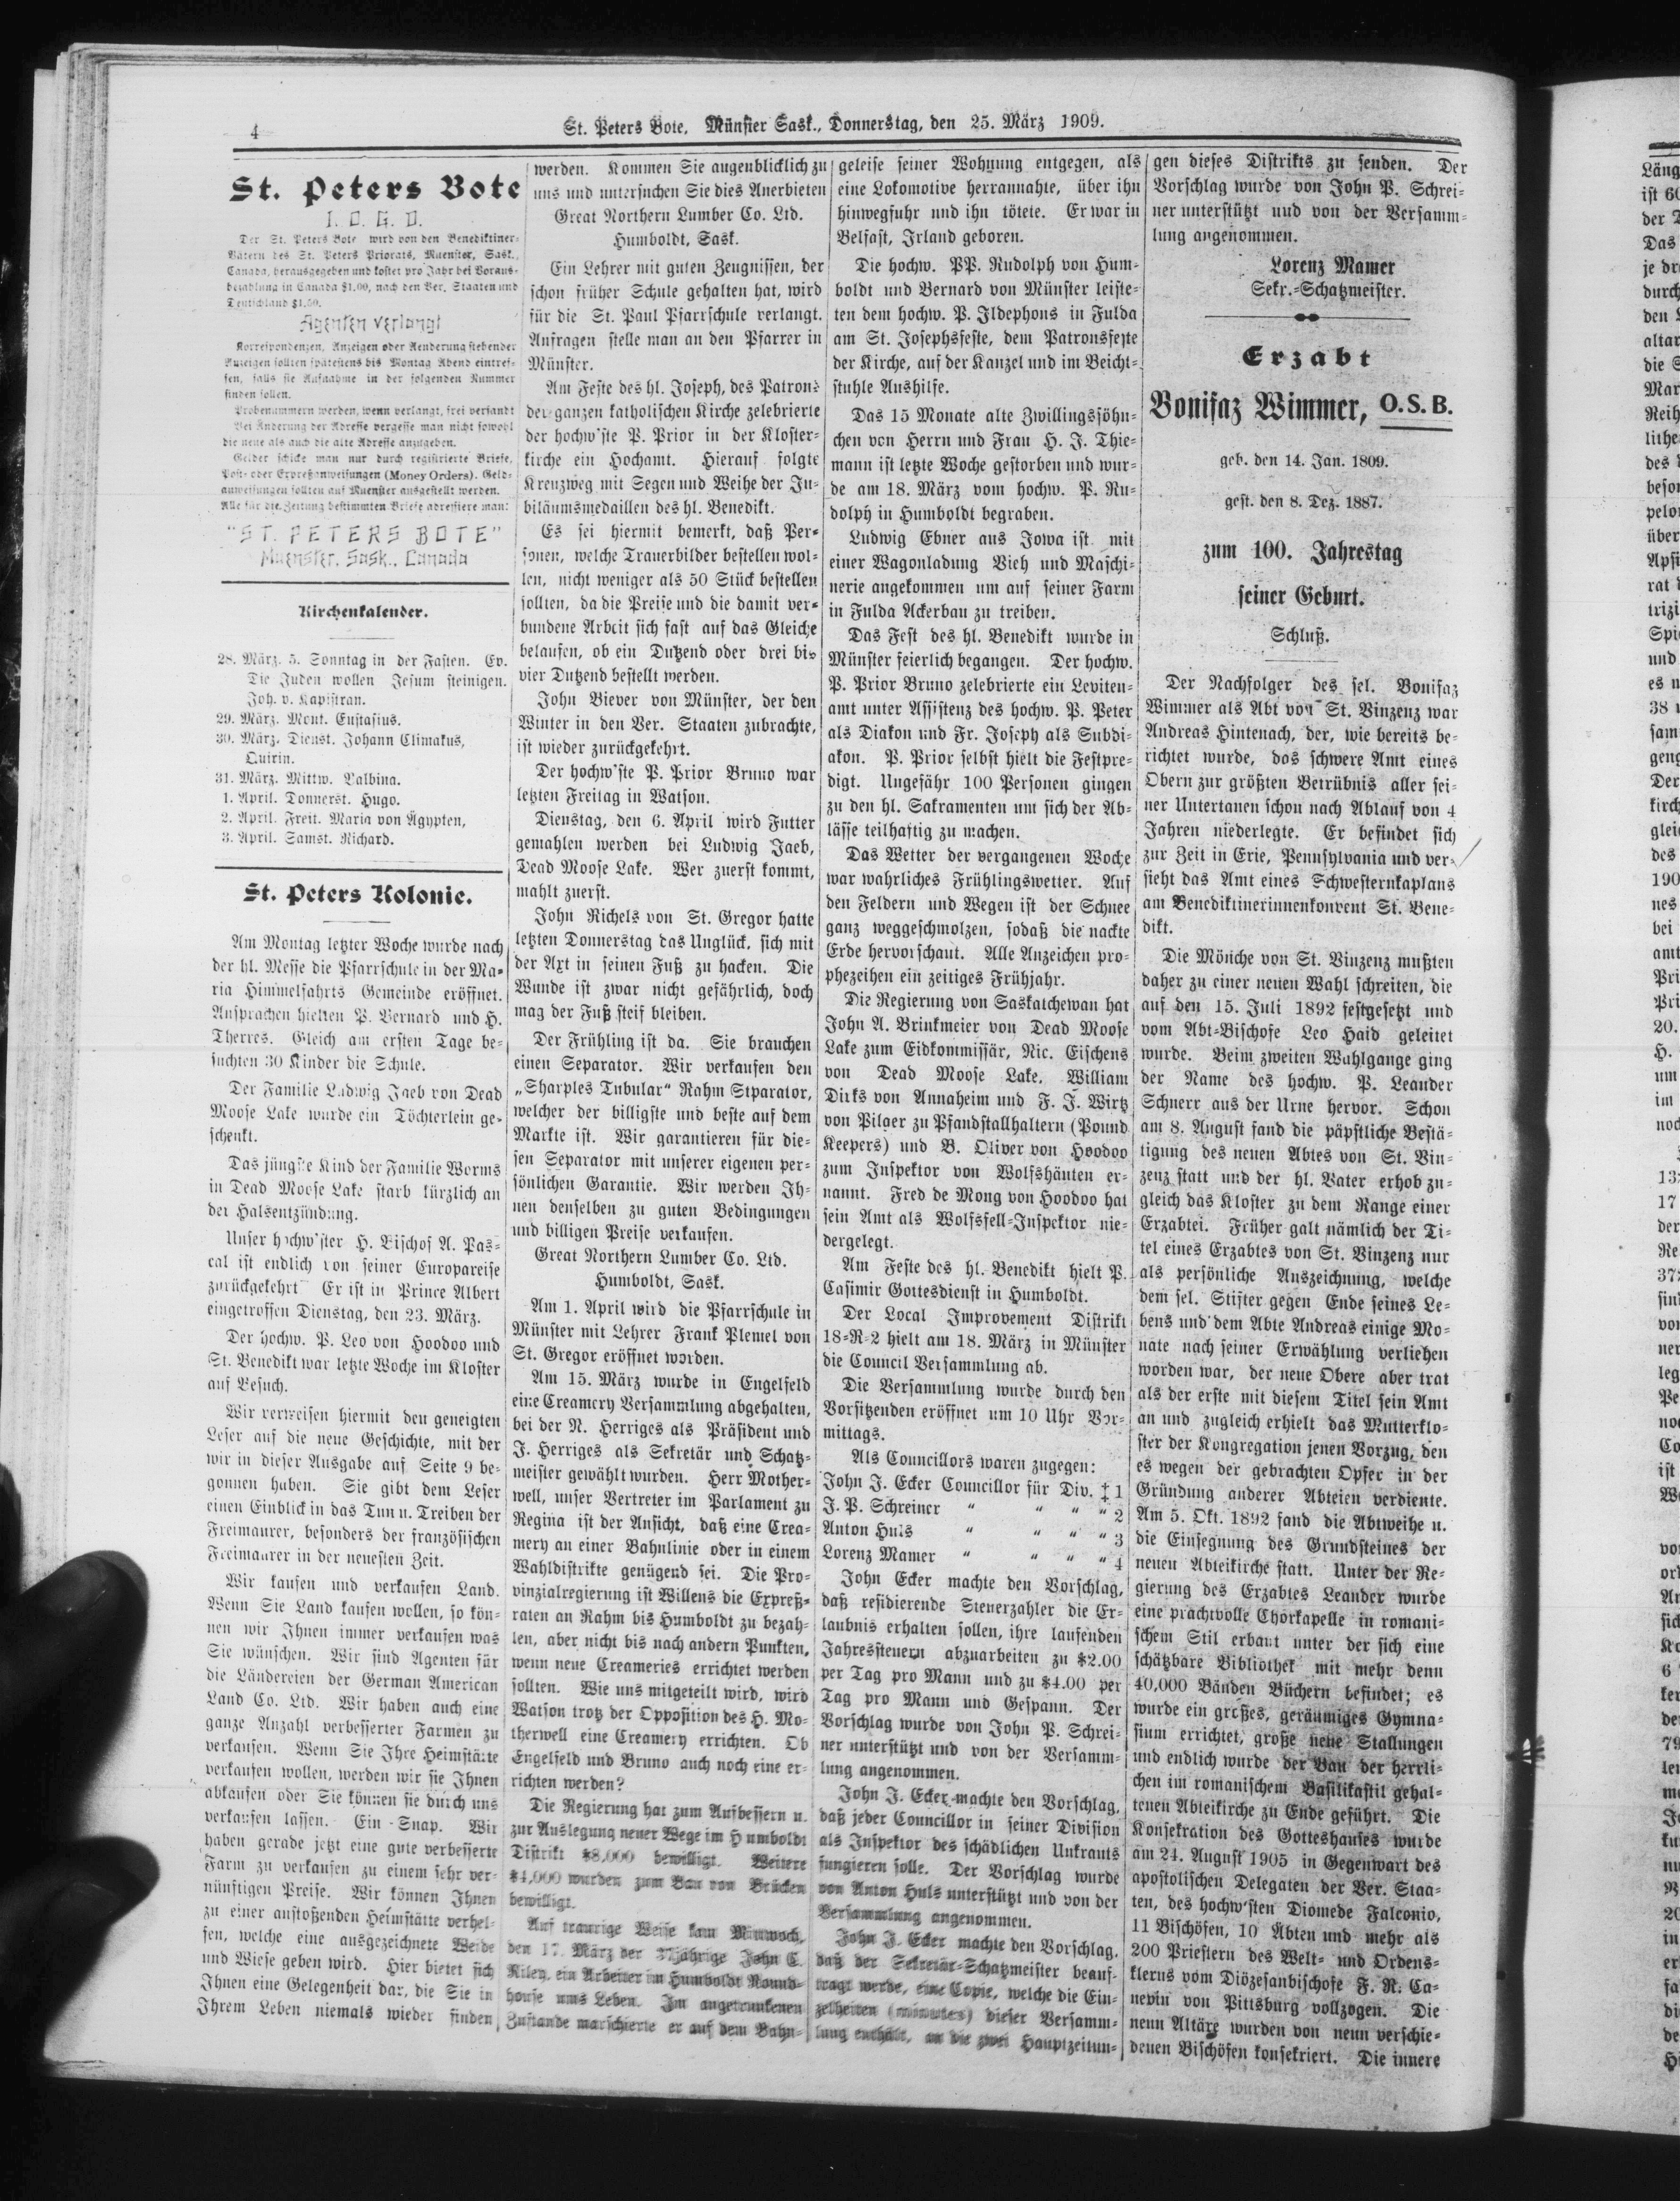 4
St. Peters Bote, Münster Sask., Donnerstag, den 25. März 1909.
St. Peters Bote
I. O. G. D.
Der St. Peters Bote wird von den Benediktiner-
Vätern des St. Peters Priorats, Muenster, Sask.,
Canada, herausgegeben und kostet pro Jahr bei Voraus-
bezahlung in Canada $1.00, nach den Ver. Staaten und
Deutschland $1.50.
Agenten verlangt
Korrespondenzen, Anzeigen oder Aenderung stehender
Anzeigen sollten spätestens bis Montag Abend eintref-
fen, falls sie Aufnahme in der folgenden Nummer
finden sollen.
Probenummern werden, wenn verlangt, frei versandt
Bei Änderung der Adresse vergesse man nicht sowohl
die neue als auch die alte Adresse anzugeben.
Gelder schicke man nur durch registrierte Briefe,
Post- oder Expreßanweisungen (Money Orders). Geld-
anweisungen sollten auf Muenster ausgestellt werden.
Alle für die Zeitung bestimmten Briefe adressiere man:
"ST. PETERS BOTE"
Muenster, Sask., Canada
Kirchenkalender.
28. März. 5. Sonntag in der Fasten. Ev.
Die Juden wollen Jesum steinigen.
Joh. v. Kapistran.
29. März. Mont. Eustasius.
30. März. Dienst. Johann Climakus,
Quirin.
31. März. Mittw. Balbina.
1. April. Donnerst. Hugo.
2. April. Freit. Maria von Ägypten,
3. April. Samst. Richard.
St. Peters Kolonie.
Am Montag letzter Woche wurde nach
der hl. Messe die Pfarrschule in der Ma-
ria Himmelfahrts Gemeinde eröffnet.
Ansprachen hielten P. Bernard und H.
Therres. Gleich am ersten Tage be-
suchten 30 Kinder die Schule.
Der Familie Ludwig Jaeb von Dead
Moose Lake wurde ein Töchterlein ge-
schenkt.
Das jüngste Kind der Familie Worms
in Dead Moose Lake starb kürzlich an
der Halsentzündung.
Unser hochw'ster H. Bischof A. Pas-
cal ist endlich von seiner Europareise
zurückgekehrt Er ist in Prince Albert
eingetroffen Dienstag, den 23. März.
Der hochw. P. Leo von Hoodoo und
St. Benedikt war letzte Woche im Kloster
auf Besuch.
Wir verweisen hiermit den geneigten
Leser auf die neue Geschichte, mit der
wir in dieser Ausgabe auf Seite 9 be-
gonnen haben. Sie gibt dem Leser
einen Einblick in das Tun u. Treiben der
Freimaurer, besonders der französischen
Freimaurer in der neuesten Zeit.
Wir kaufen und verkaufen Land.
Wenn Sie Land kaufen wollen, so kön-
nen wir Ihnen immer verkaufen was
Sie wünschen. Wir sind Agenten für
die Ländereien der German American
Land Co. Ltd. Wir haben auch eine
ganze Anzahl verbesserter Farmen zu
verkaufen. Wenn Sie Ihre Heimstätte
verkaufen wollen, werden wir sie Ihnen
abkaufen oder Sie können sie durch uns
verkaufen lassen. Ein Snap. Wir
haben gerade jetzt eine gute verbesserte
Farm zu verkaufen zu einem sehr ver-
nünftigen Preise. Wir können Ihnen
zu einer anstoßenden Heimstätte verhel-
fen, welche eine ausgezeichnete Weide
und Wiese geben wird. Hier bietet sich
Ihnen eine Gelegenheit dar, die Sie in
Ihrem Leben niemals wieder finden
werden. Kommen Sie augenblicklich zu
uns und untersuchen Sie dies Anerbieten
Great Northern Lumber Co. Ltd.
Humboldt, Sask.
Ein Lehrer mit guten Zeugnissen, der
schon früher Schule gehalten hat, wird
für die St. Paul Pfarrschule verlangt.
Anfragen stelle man an den Pfarrer in
Münster.
Am Feste des hl. Joseph, des Patrons
der ganzen katholischen Kirche zelebrierte
der hochw'ste P. Prior in der Kloster-
kirche ein Hochamt. Hierauf folgte
Kreuzweg mit Segen und Weihe der Ju-
biläumsmedaillen des hl. Benedikt.
Es sei hiermit bemerkt, daß Per-
sonen, welche Trauerbilder bestellen wol-
len, nicht weniger als 50 Stück bestellen
sollten, da die Preise und die damit ver-
bundene Arbeit sich fast auf das Gleiche
belaufen, ob ein Dutzend oder drei bis
vier Dutzend bestellt werden.
John Biever von Münster, der den
Winter in den Ver. Staaten zubrachte,
ist wieder zurückgekehrt.
Der hochw'ste P. Prior Bruno war
letzten Freitag in Watson.
Dienstag, den 6. April wird Futter
gemahlen werden bei Ludwig Jaeb,
Dead Moose Lake. Wer zuerst kommt,
mahlt zuerst.
John Richels von St. Gregor hatte
letzten Donnerstag das Unglück, sich mit
der Axt in seinen Fuß zu hacken. Die
Wunde ist zwar nicht gefährlich, doch
mag der Fuß steif bleiben.
Der Frühling ist da. Sie brauchen
einen Separator. Wir verkaufen den
„Sharples Tubular“ Rahm Separator,
welcher der billigste und beste auf dem
Markte ist. Wir garantieren für die-
sen Separator mit unserer eigenen per-
sönlichen Garantie. Wir werden Ih-
nen denselben zu guten Bedingungen
und billigen Preise verkaufen.
Great Northern Lumber Co. Ltd.
Humboldt, Sask.
Am 1. April wird die Pfarrschule in
Münster mit Lehrer Frank Plemel von
St. Gregor eröffnet worden.
Am 15. März wurde in Engelfeld
eine Creamery Versammlung abgehalten,
bei der N. Herriges als Präsident und
J. Herriges als Sekretär und Schatz-
meister gewählt wurden. Herr Mother-
well, unser Vertreter im Parlament zu
Regina ist der Ansicht, daß eine Crea-
mery an einer Bahnlinie oder in einem
Wahldistrikte genügend sei. Die Pro-
vinzialregierung ist Willens die Expreß-
raten an Rahm bis Humboldt zu bezah-
len, aber nicht bis nach andern Punkten,
wenn neue Creameries errichtet werden
sollten. Wie uns mitgeteilt wird, wird
Watson trotz der Opposition des H. Mo-
therwell eine Creamery errichten. Ob
Engelfeld und Bruno auch noch eine er-
richten werden?
Die Regierung hat zum Aufbessern u.
zur Auslegung neuer Wege im Humboldt
Distrikt $8,000 bewilligt. Weitere
$4,000 wurden zum Bau von Brücken
bewilligt.
Auf traurige Weise kam Mittwoch,
den 17. März der 37jährige John C.
Riley, ein Arbeiter im Humboldt Round-
house ums Leben. Im angetrunkenen
Zustande marschierte er auf dem Bahn-
geleise seiner Wohnung entgegen, als
eine Lokomotive herrannahte, über ihn
hinwegfuhr und ihn tötete. Er war in
Belfast, Irland geboren.
Die hochw. PP. Rudolph von Hum-
boldt und Bernard von Münster leiste-
ten dem hochw. P. Ildephons in Fulda
am St. Josephsfeste, dem Patronsfeste
der Kirche, auf der Kanzel und im Beicht-
stuhle Aushilfe.
Das 15 Monate alte Zwillingssöhn-
chen von Herrn und Frau H. J. Thie-
mann ist letzte Woche gestorben und wur-
de am 18. März vom hochw. P. Ru-
dolph in Humboldt begraben.
Ludwig Ebner aus Iowa ist mit
einer Wagonladung Vieh und Maschi-
nerie angekommen um auf seiner Farm
in Fulda Ackerbau zu treiben.
Das Fest des hl. Benedikt wurde in
Münster feierlich begangen. Der hochw.
P. Prior Bruno zelebrierte ein Leviten-
amt unter Assistenz des hochw. P. Peter
als Diakon und Fr. Joseph als Subdi-
akon. P. Prior selbst hielt die Festpre-
digt. Ungefähr 100 Personen gingen
zu den hl. Sakramenten um sich der Ab-
lässe teilhaftig zu machen.
Das Wetter der vergangenen Woche
war wahrliches Frühlingswetter. Auf
den Feldern und Wegen ist der Schnee
ganz weggeschmolzen, sodaß die nackte
Erde hervorschaut. Alle Anzeichen pro-
phezeihen ein zeitiges Frühjahr.
Die Regierung von Saskatchewan hat
John A. Brinkmeier von Dead Moose
Lake zum Eidkommissär, Nic. Eischens
von Dead Moose Lake, William
Dirks von Annaheim und F. J. Wirtz
von Pilger zu Pfandstallhaltern (Pound
Keepers) und B. Oliver von Hoodoo
zum Inspektor von Wolfshäuten er-
nannt. Fred de Mong von Hoodoo hat
sein Amt als Wolfsfell-Inspektor nie-
dergelegt.
Am Feste des hl. Benedikt hielt P.
Casimir Gottesdienst in Humboldt.
Der Local Improvement Distrikt
18-R-2 hielt am 18. März in Münster
die Council Versammlung ab.
Die Versammlung wurde durch den
Vorsitzenden eröffnet um 10 Uhr Vor-
mittags.
Als Councillors waren zugegen:
John J. Ecker Councillor für Div. ‡ 1
J. P. Schreiner “ “ “ “ 2
Anton Huls “ “ “ “ 3
Lorenz Mamer “ “ “ “ 4
John Ecker machte den Vorschlag,
daß residierende Steuerzahler die Er-
laubnis erhalten sollen, ihre laufenden
Jahressteuern abzuarbeiten zu $2.00
per Tag pro Mann und zu $4.00 per
Tag pro Mann und Gespann. Der
Vorschlag wurde von John P. Schrei-
ner unterstützt und von der Versamm-
lung angenommen.
John J. Ecker machte den Vorschlag,
daß jeder Councillor in seiner Division
als Inspektor des schädlichen Unkrauts
fungieren solle. Der Vorschlag wurde
von Anton Huls unterstützt und von der
Versammlung angenommen.
John J. Ecker machte den Vorschlag,
daß der Sekretär-Schatzmeister beauf-
tragt werde, eine Copie, welche die Ein-
zelheiten (minutes) dieser Versamm-
lung enthält, an die zwei Hauptzeitun-
gen dieses Distrikts zu senden. Der
Vorschlag wurde von John P. Schrei-
ner unterstützt und von der Versamm-
lung angenommen.
Lorenz Mamer
Sekr.-Schatzmeister.
Erzabt
Bonifaz Wimmer, O.S.B.
geb. den 14. Jan. 1809.
gest. den 8. Dez. 1887.
zum 100. Jahrestag
seiner Geburt.
Schluß.
Der Nachfolger des sel. Bonifaz
Wimmer als Abt von St. Vinzenz war
Andreas Hintenach, der, wie bereits be-
richtet wurde, das schwere Amt eines
Obern zur größten Betrübnis aller sei-
ner Untertanen schon nach Ablauf von 4
Jahren niederlegte. Er befindet sich
zur Zeit in Erie, Pennsylvania und ver-
sieht das Amt eines Schwesternkaplans
am Benediktinerinnenkonvent St. Bene-
dikt.
Die Mönche von St. Vinzenz mußten
daher zu einer neuen Wahl schreiten, die
auf den 15. Juli 1892 festgesetzt und
vom Abt-Bischofe Leo Haid geleitet
wurde. Beim zweiten Wahlgange ging
der Name des hochw. P. Leander
Schnerr aus der Urne hervor. Schon
am 8. August fand die päpstliche Bestä-
tigung des neuen Abtes von St. Vin-
zenz statt und der hl. Vater erhob zu-
gleich das Kloster zu dem Range einer
Erzabtei. Früher galt nämlich der Ti-
tel eines Erzabtes von St. Vinzenz nur
als persönliche Auszeichnung, welche
dem sel. Stifter gegen Ende seines Le-
bens und dem Abte Andreas einige Mo-
nate nach seiner Erwählung verliehen
worden war, der neue Obere aber trat
als der erste mit diesem Titel sein Amt
an und zugleich erhielt das Mutterklo-
ster der Kongregation jenen Vorzug, den
es wegen der gebrachten Opfer in der
Gründung anderer Abteien verdiente.
Am 5. Okt. 1892 fand die Abtweihe u.
die Einsegnung des Grundsteines der
neuen Abteikirche statt. Unter der Re-
gierung des Erzabtes Leander wurde
eine prachtvolle Chorkapelle in romani-
schem Stil erbaut unter der sich eine
schätzbare Bibliothek mit mehr denn
40,000 Bänden Büchern befindet; es
wurde ein großes, geräumiges Gymna-
sium errichtet, große neue Stallungen
und endlich wurde der Bau der herrli-
chen im romanischem Basilikastil gehal-
tenen Abteikirche zu Ende geführt. Die
Konsekration des Gotteshauses wurde
am 24. August 1905 in Gegenwart des
apostolischen Delegaten der Ver. Staa-
ten, des hochw'sten Diomede Falconio,
11 Bischöfen, 10 Äbten und mehr als
200 Priestern des Welt- und Ordens-
klerus vom Diözesanbischofe F. R. Ca-
nevin von Pittsburg vollzogen. Die
neun Altäre wurden von neun verschie-
denen Bischöfen konsekriert. Die innere